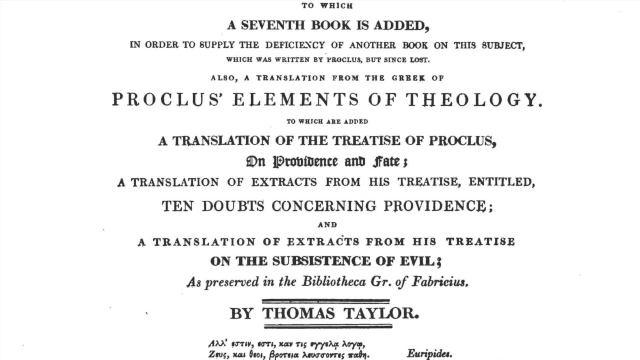 TO WHICH
A SEVENTH BOOK IS ADDED,
IN ORDER TO SUPPLY THE DEFICIENCY OF ANOTHER BOOK ON THIS SUBJECT,
WHICH WAS WRITTEN BY PROCLUS, BUT SINCE LOST.
ALSO, A TRANSLATION FROM THE GREEK OF
PROCLUS' ELEMENTS OF THEOLOGY.
TO WHICH ARE ADDED
A TRANSLATION OF THE TREATISE OF PROCLUS,
On Providence and Fate;
A TRANSLATION OF EXTRACTS FROM HIS TREATISE, ENTITLED,
TEN DOUBTS CONCERNING PROVIDENCE;
AND
A TRANSLATION OF EXTRACTS FROM HIS TREATISE
ON THE SUBSISTENCE OF EVIL;
As preserved in the Bibliotheca Gr. of Fabricius.
BY THOMAS TAYLOR.
Αλλ' εστιν, εστι, καν τις εγγελᾳ λογῳ,
Ζευς, και θεοι, βροτεια λευσσοντες παθη. Euripides.